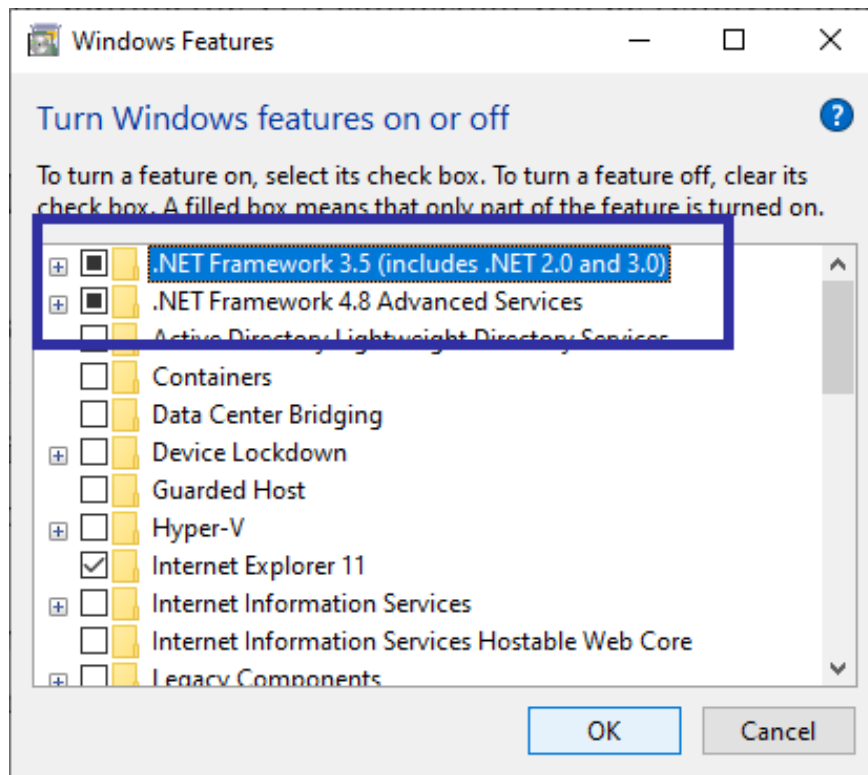 Windows Features
Turn Windows features on or off
?
To turn a feature on, select its check box. To turn a feature off, clear its
check box. A filled box means that only part of the feature is turned on.
.NET Framework 3.5 (includes .NET 2.0 and 3.0)
.NET Framework 4.8 Advanced Services
Active Directory Lightweight Directory Services
Containers
Data Center Bridging
Device Lockdown
Guarded Host
Hyper-V
Internet Explorer 11
Internet Information Services
Internet Information Services Hostable Web Core
Legacy Components
OK Cancel